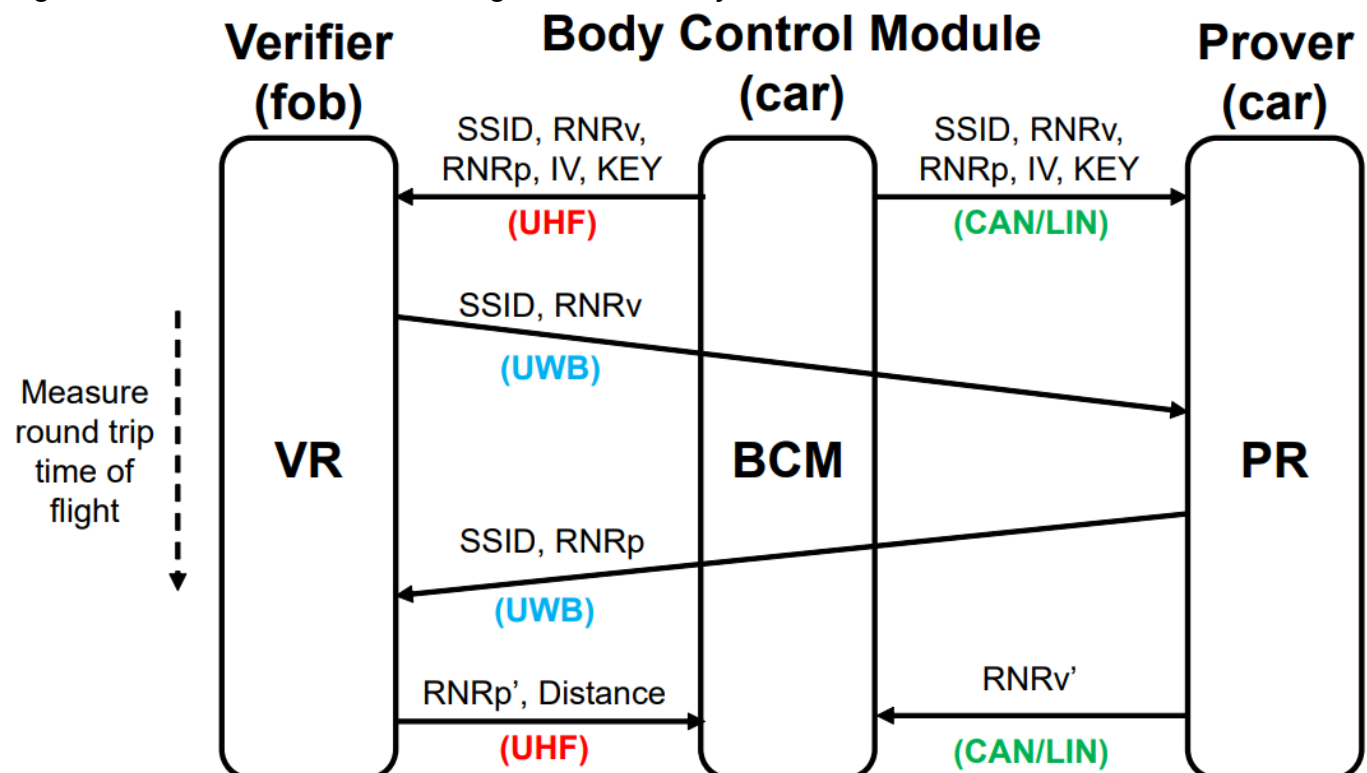 Verifier
(fob)
Body Control Module
(car)
Prover
(car)
SSID, RNRv,
RNRp, IV, KEY
(UHF)
SSID, RNRv,
RNRp, IV, KEY
(CAN/LIN)
SSID, RNRv
(UWB)
Measure
round trip
time of
flight
VR
BCM
PR
SSID, RNRp
(UWB)
RNRp’, Distance
(UHF)
RNRv’
(CAN/LIN)